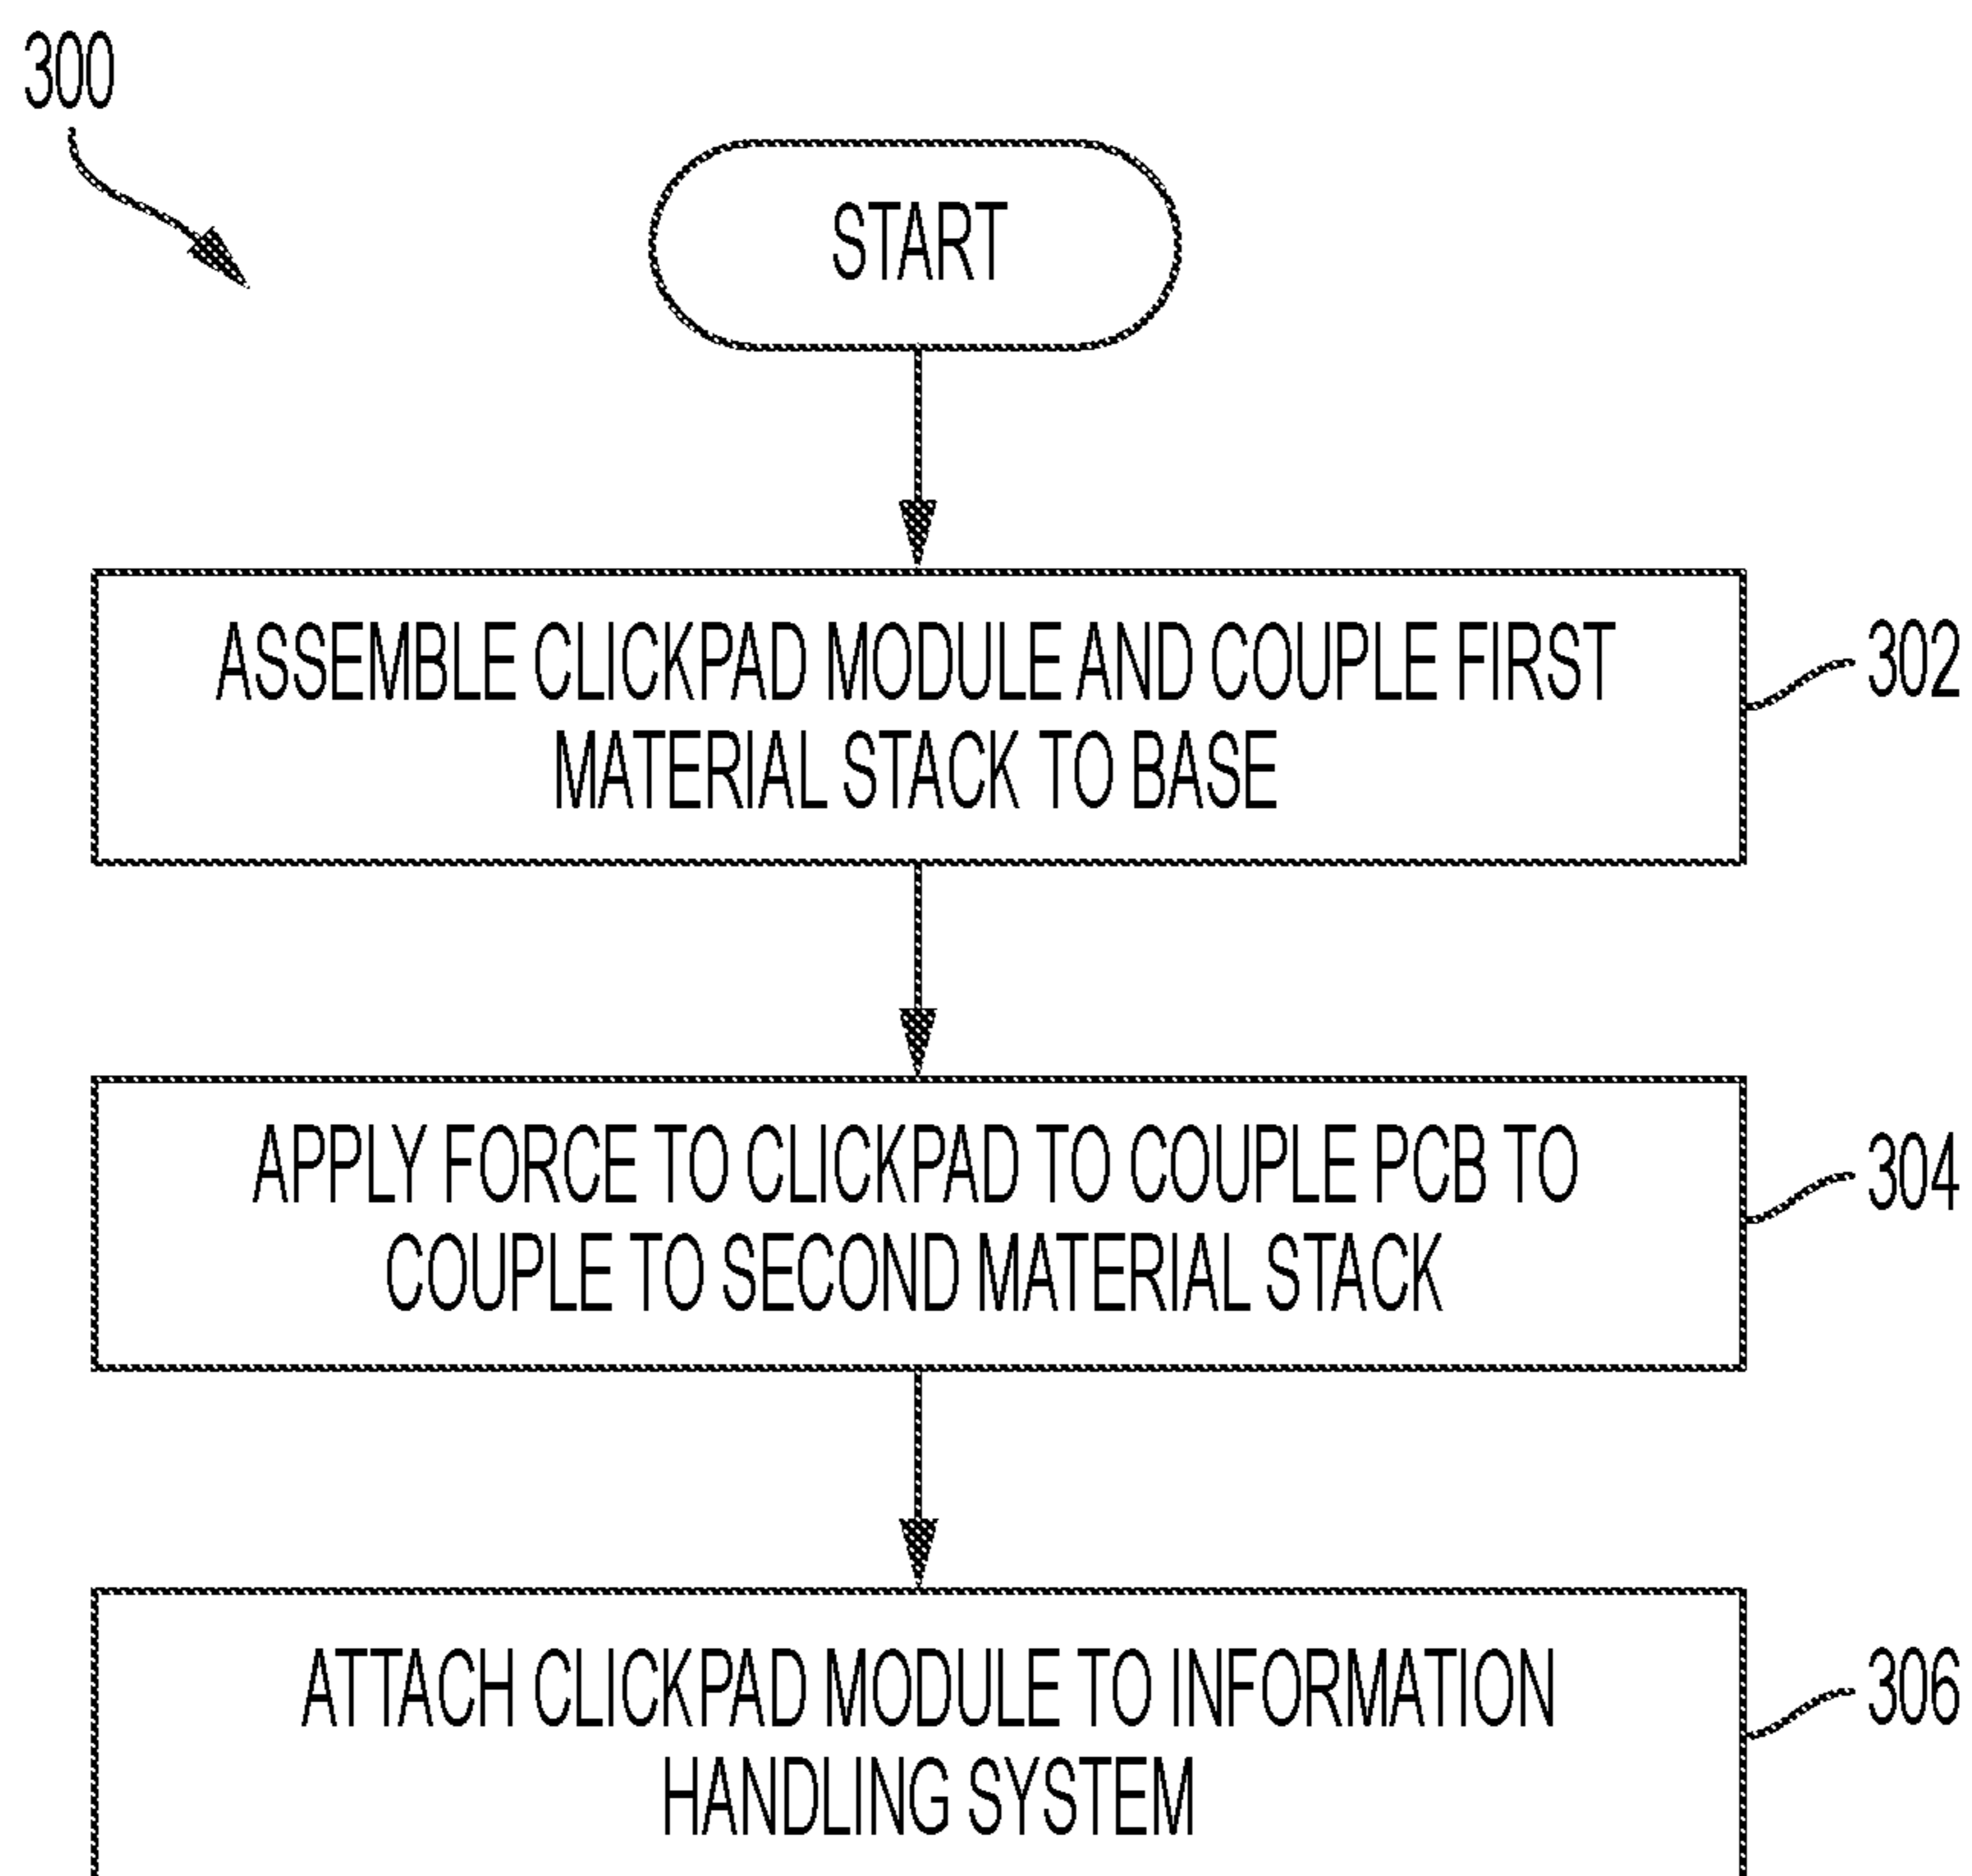 300
START
ASSEMBLE CLICKPAD MODULE AND COUPLE FIRST
MATERIAL STACK TO BASE
302
APPLY FORCE TO CLICKPAD TO COUPLE PCB TO
COUPLE TO SECOND MATERIAL STACK
304
ATTACH CLICKPAD MODULE TO INFORMATION
HANDLING SYSTEM
306